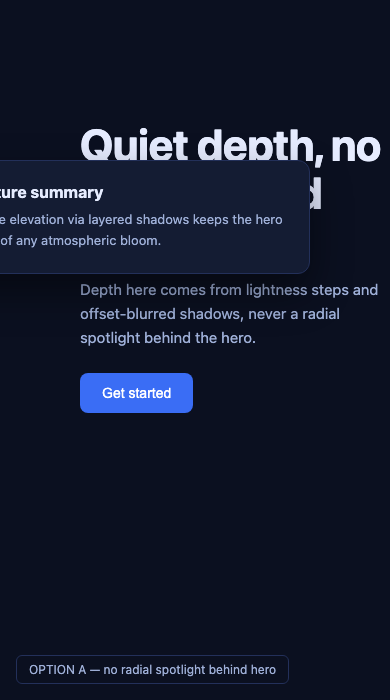 Quiet depth, no
ture summary
e elevation via layered shadows keeps the hero
of any atmospheric bloom.
Depth here comes from lightness steps and
offset-blurred shadows, never a radial
spotlight behind the hero.
Get started
OPTION A — no radial spotlight behind hero